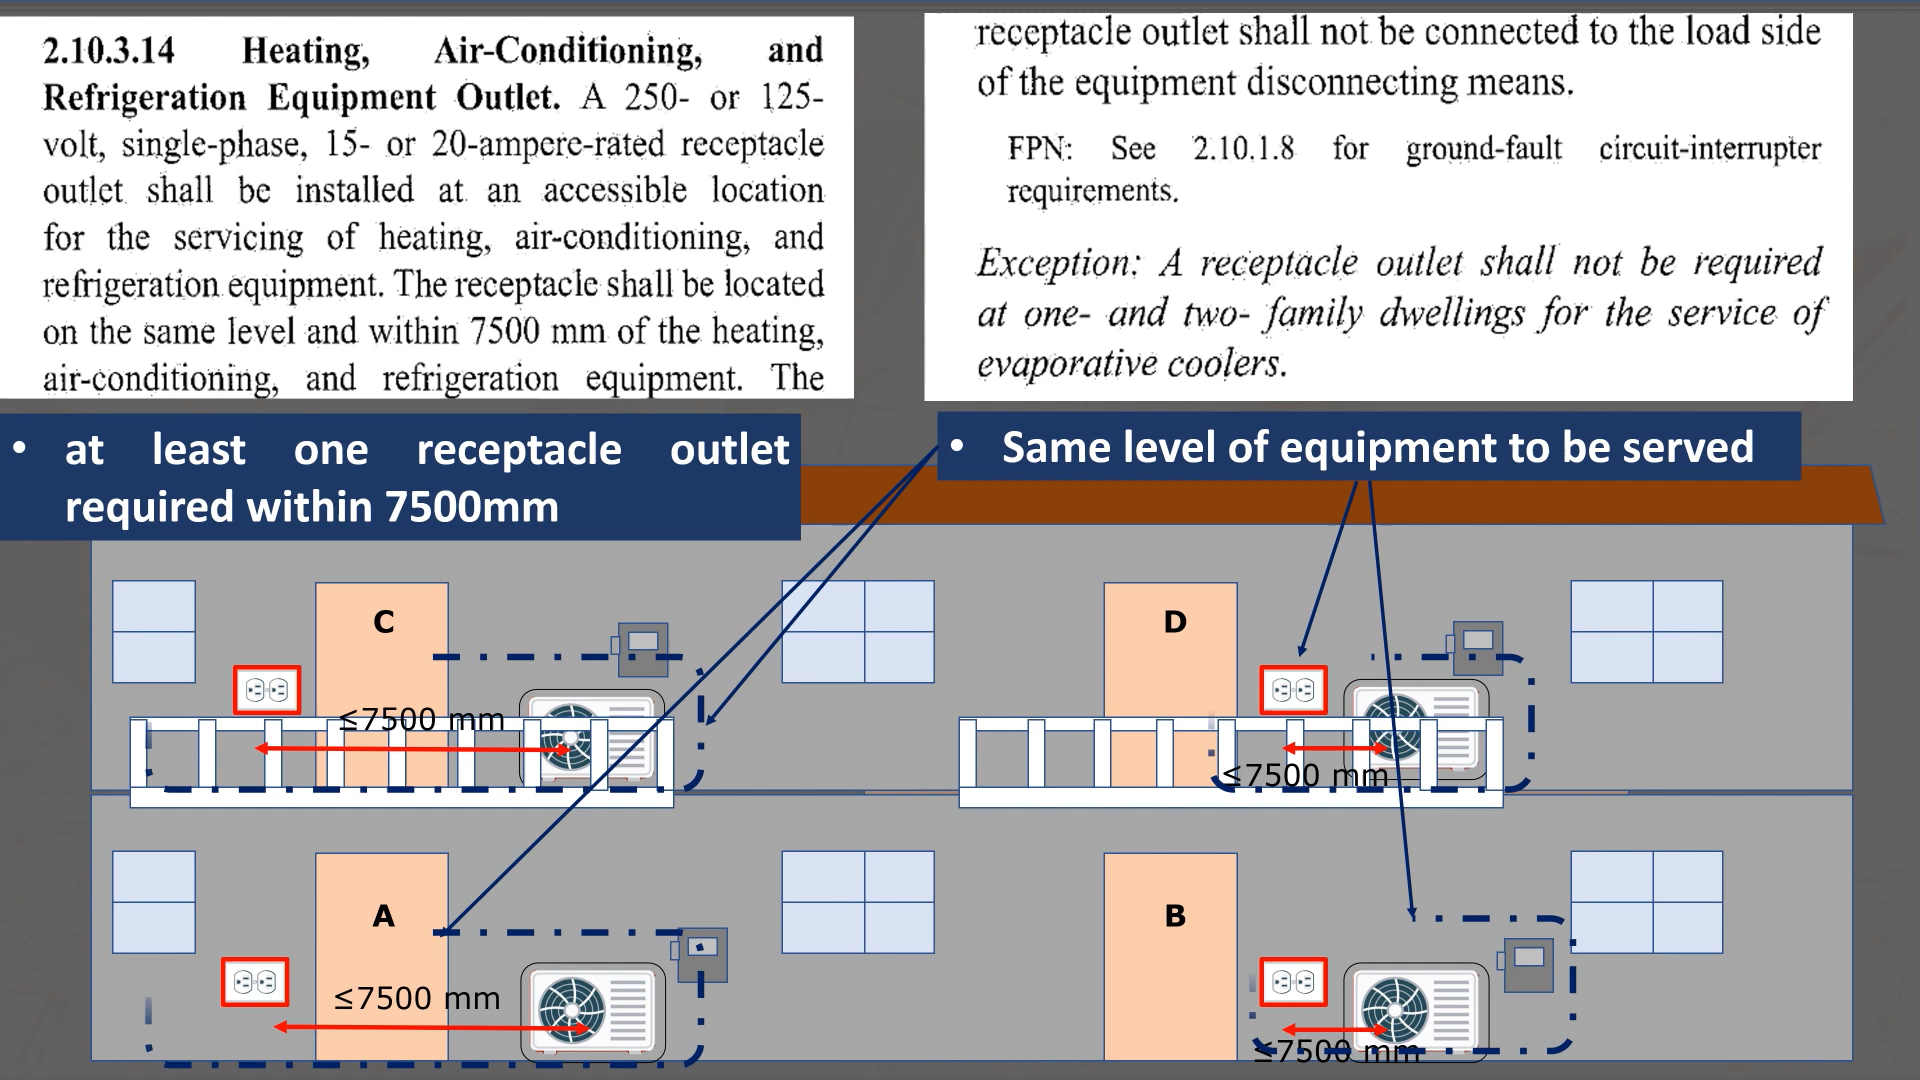 2.10.3.14 Heating, Air-Conditioning, and
Refrigeration Equipment Outlet. A 250- or 125-
volt, single-phase, 15- or 20-ampere-rated receptacle
outlet shall be installed at an accessible location
for the servicing of heating, air-conditioning, and
refrigeration equipment. The receptacle shall be located
on the same level and within 7500 mm of the heating,
air-conditioning, and refrigeration equipment. The
receptacle outlet shall not be connected to the load side
of the equipment disconnecting means.
FPN: See 2.10.1.8 for ground-fault circuit-interrupter
requirements.
Exception: A receptacle outlet shall not be required
at one- and two- family dwellings for the service of
evaporative coolers.
• at least one receptacle outlet
required within 7500mm
• Same level of equipment to be served
C
D
≤7500 mm
≤7500 mm
A
B
≤7500 mm
≤7500 mm